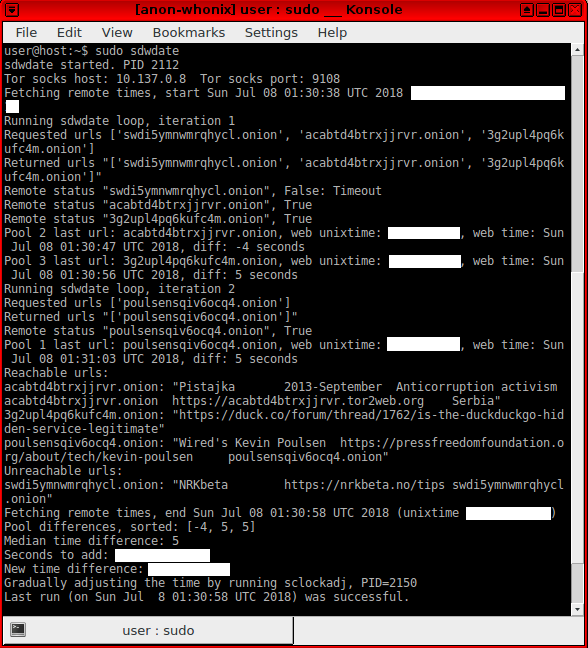 [anon-whonix] user : sudo — Konsole
File Edit View Bookmarks Settings Help
user@host:~$ sudo sdwdate
sdwdate started. PID 2112
Tor socks host: 10.137.0.8  Tor socks port: 9108
Fetching remote times, start Sun Jul 08 01:30:38 UTC 2018
Running sdwdate loop, iteration 1
Requested urls ['swdi5ymnwmrqhycl.onion', 'acabtd4btrxjjrvr.onion', '3g2upl4pq6k
ufc4m.onion']
Returned urls "['swdi5ymnwmrqhycl.onion', 'acabtd4btrxjjrvr.onion', '3g2upl4pq6k
ufc4m.onion']"
Remote status "swdi5ymnwmrqhycl.onion", False: Timeout
Remote status "acabtd4btrxjjrvr.onion", True
Remote status "3g2upl4pq6kufc4m.onion", True
Pool 2 last url: acabtd4btrxjjrvr.onion, web unixtime: , web time: Sun
 Jul 08 01:30:47 UTC 2018, diff: -4 seconds
Pool 3 last url: 3g2upl4pq6kufc4m.onion, web unixtime: , web time: Sun
 Jul 08 01:30:56 UTC 2018, diff: 5 seconds
Running sdwdate loop, iteration 2
Requested urls ['poulsensqiv6ocq4.onion']
Returned urls "['poulsensqiv6ocq4.onion']"
Remote status "poulsensqiv6ocq4.onion", True
Pool 1 last url: poulsensqiv6ocq4.onion, web unixtime: , web time: Sun
 Jul 08 01:31:03 UTC 2018, diff: 5 seconds
Reachable urls:
acabtd4btrxjjrvr.onion: "Pistajka      2013-September  Anticorruption activism
acabtd4btrxjjrvr.onion  https://acabtd4btrxjjrvr.tor2web.org    Serbia"
3g2upl4pq6kufc4m.onion: "https://duck.co/forum/thread/1762/is-the-duckduckgo-hid
den-service-legitimate"
poulsensqiv6ocq4.onion: "Wired's Kevin Poulsen  https://pressfreedomfoundation.o
rg/about/tech/kevin-poulsen     poulsensqiv6ocq4.onion"
Unreachable urls:
swdi5ymnwmrqhycl.onion: "NRKbeta        https://nrkbeta.no/tips swdi5ymnwmrqhycl
.onion"
Fetching remote times, end Sun Jul 08 01:30:58 UTC 2018 (unixtime )
Pool differences, sorted: [-4, 5, 5]
Median time difference: 5
Seconds to add:
New time difference:
Gradually adjusting the time by running sclockadj, PID=2150
Last run (on Sun Jul  8 01:30:58 UTC 2018) was successful.
user : sudo